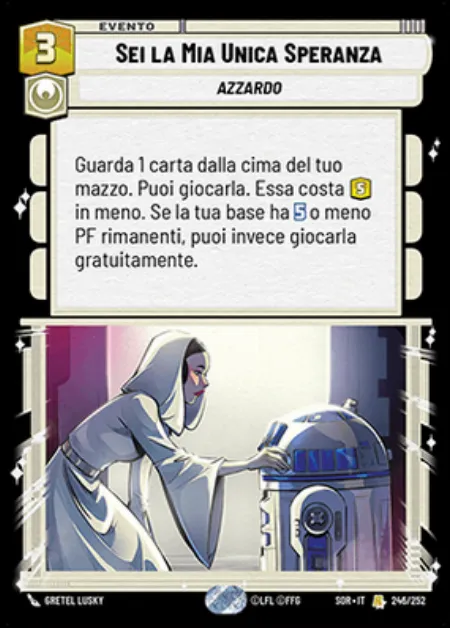 EVENTO
3
SEI LA MIA UNICA SPERANZA
AZZARDO
Guarda 1 carta dalla cima del tuo
mazzo. Puoi giocarla. Essa costa 5
in meno. Se la tua base ha 5 o meno
PF rimanenti, puoi invece giocarla
gratuitamente.
GRETEL LUSKY ©LFL ©FFG SOR•IT R 246/252